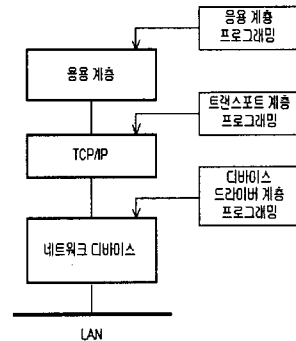 응용 계층
프로그래밍
응용 계층
트랜스포트 계층
프로그래밍
TCP/IP
디바이스
드라이버 계층
프로그래밍
네트워크 디바이스
LAN